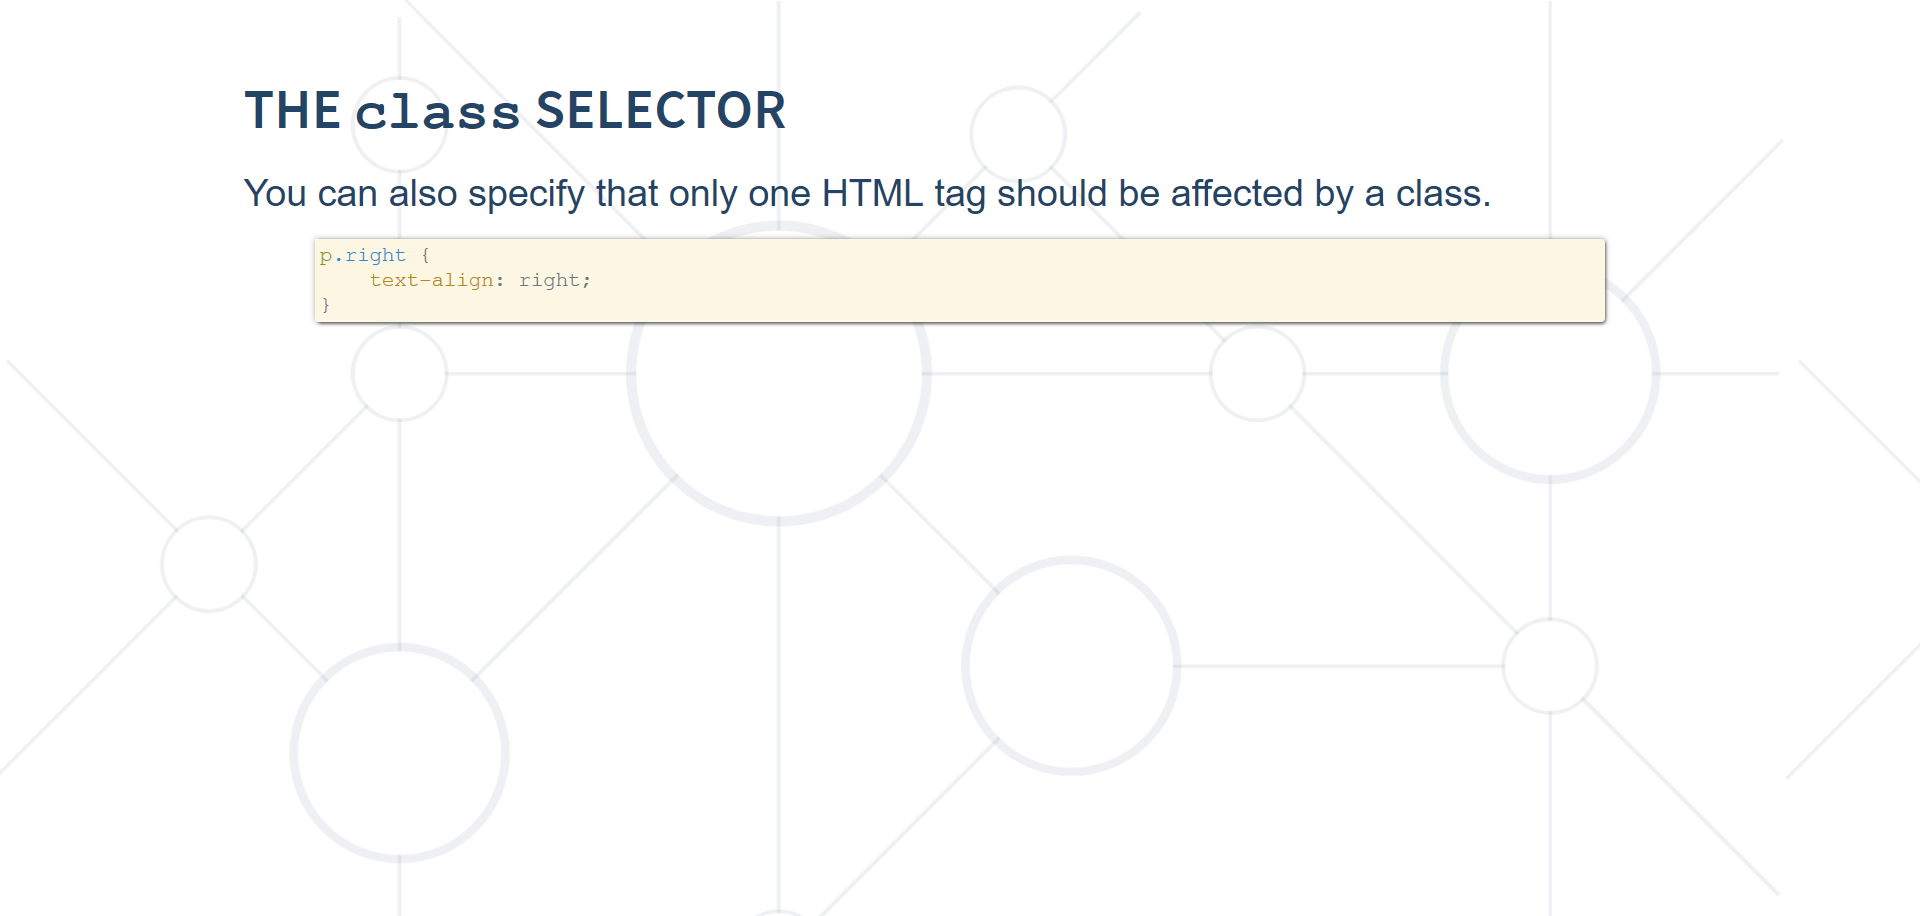 THE class SELECTOR
You can also specify that only one HTML tag should be affected by a class.
p.right {
    text-align: right;
}